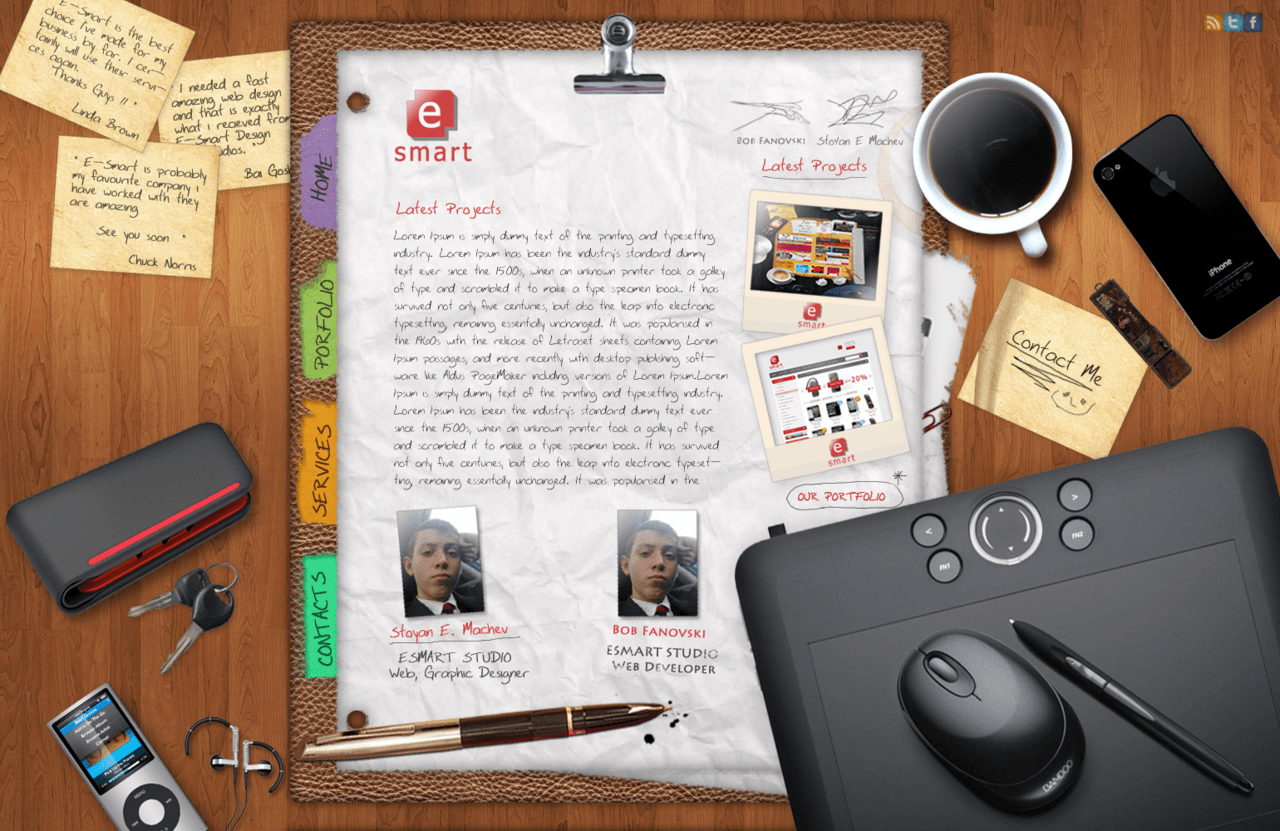 E-Smart is the best
choice I've made for my
business by far. I cer-
tainly will use their servi-
ces again.
Thanks Guys !!
Linda Brown
I needed a fast
amazing web design
and that is exactly
what I recieved from
E-Smart Design
" E-Smart is probably
my favourite company i
have worked with they
are amazing
See you soon "
Chuck Norris
HOME
PORFOLIO
SERVICES
CONTACTS
e
smart
BOB FANOVSKI
Stoyan E Machev
Latest Projects
Latest Projects
Lorem Ipsum is simply dummy text of the printing and typesetting
industry. Lorem Ipsum has been the industry's standard dummy
text ever since the 1500s, when an unknown printer took a galley
of type and scrambled it to make a type specimen book. It has
survived not only five centuries, but also the leap into electronic
typesetting, remaining essentially unchanged. It was popularised in
the 1960s with the release of Letraset sheets containing Lorem
Ipsum passages, and more recently with desktop publishing soft-
ware like Aldus PageMaker including versions of Lorem Ipsum.Lorem
Ipsum is simply dummy text of the printing and typesetting industry.
Lorem Ipsum has been the industry's standard dummy text ever
since the 1500s, when an unknown printer took a galley of type
and scrambled it to make a type specimen book. It has survived
not only five centuries, but also the leap into electronic typeset-
ting, remaining essentially unchanged. It was popularised in the
e
smart
20%
e
smart
OUR PORTFOLIO
Stoyan E. Machev
ESMART STUDIO
Web, Graphic Designer
BOB FANOVSKI
ESMART STUDIO
WEB DEVELOPER
iPhone
Contact Me
<
>
FN1
FN2
BAMBOO
MENU